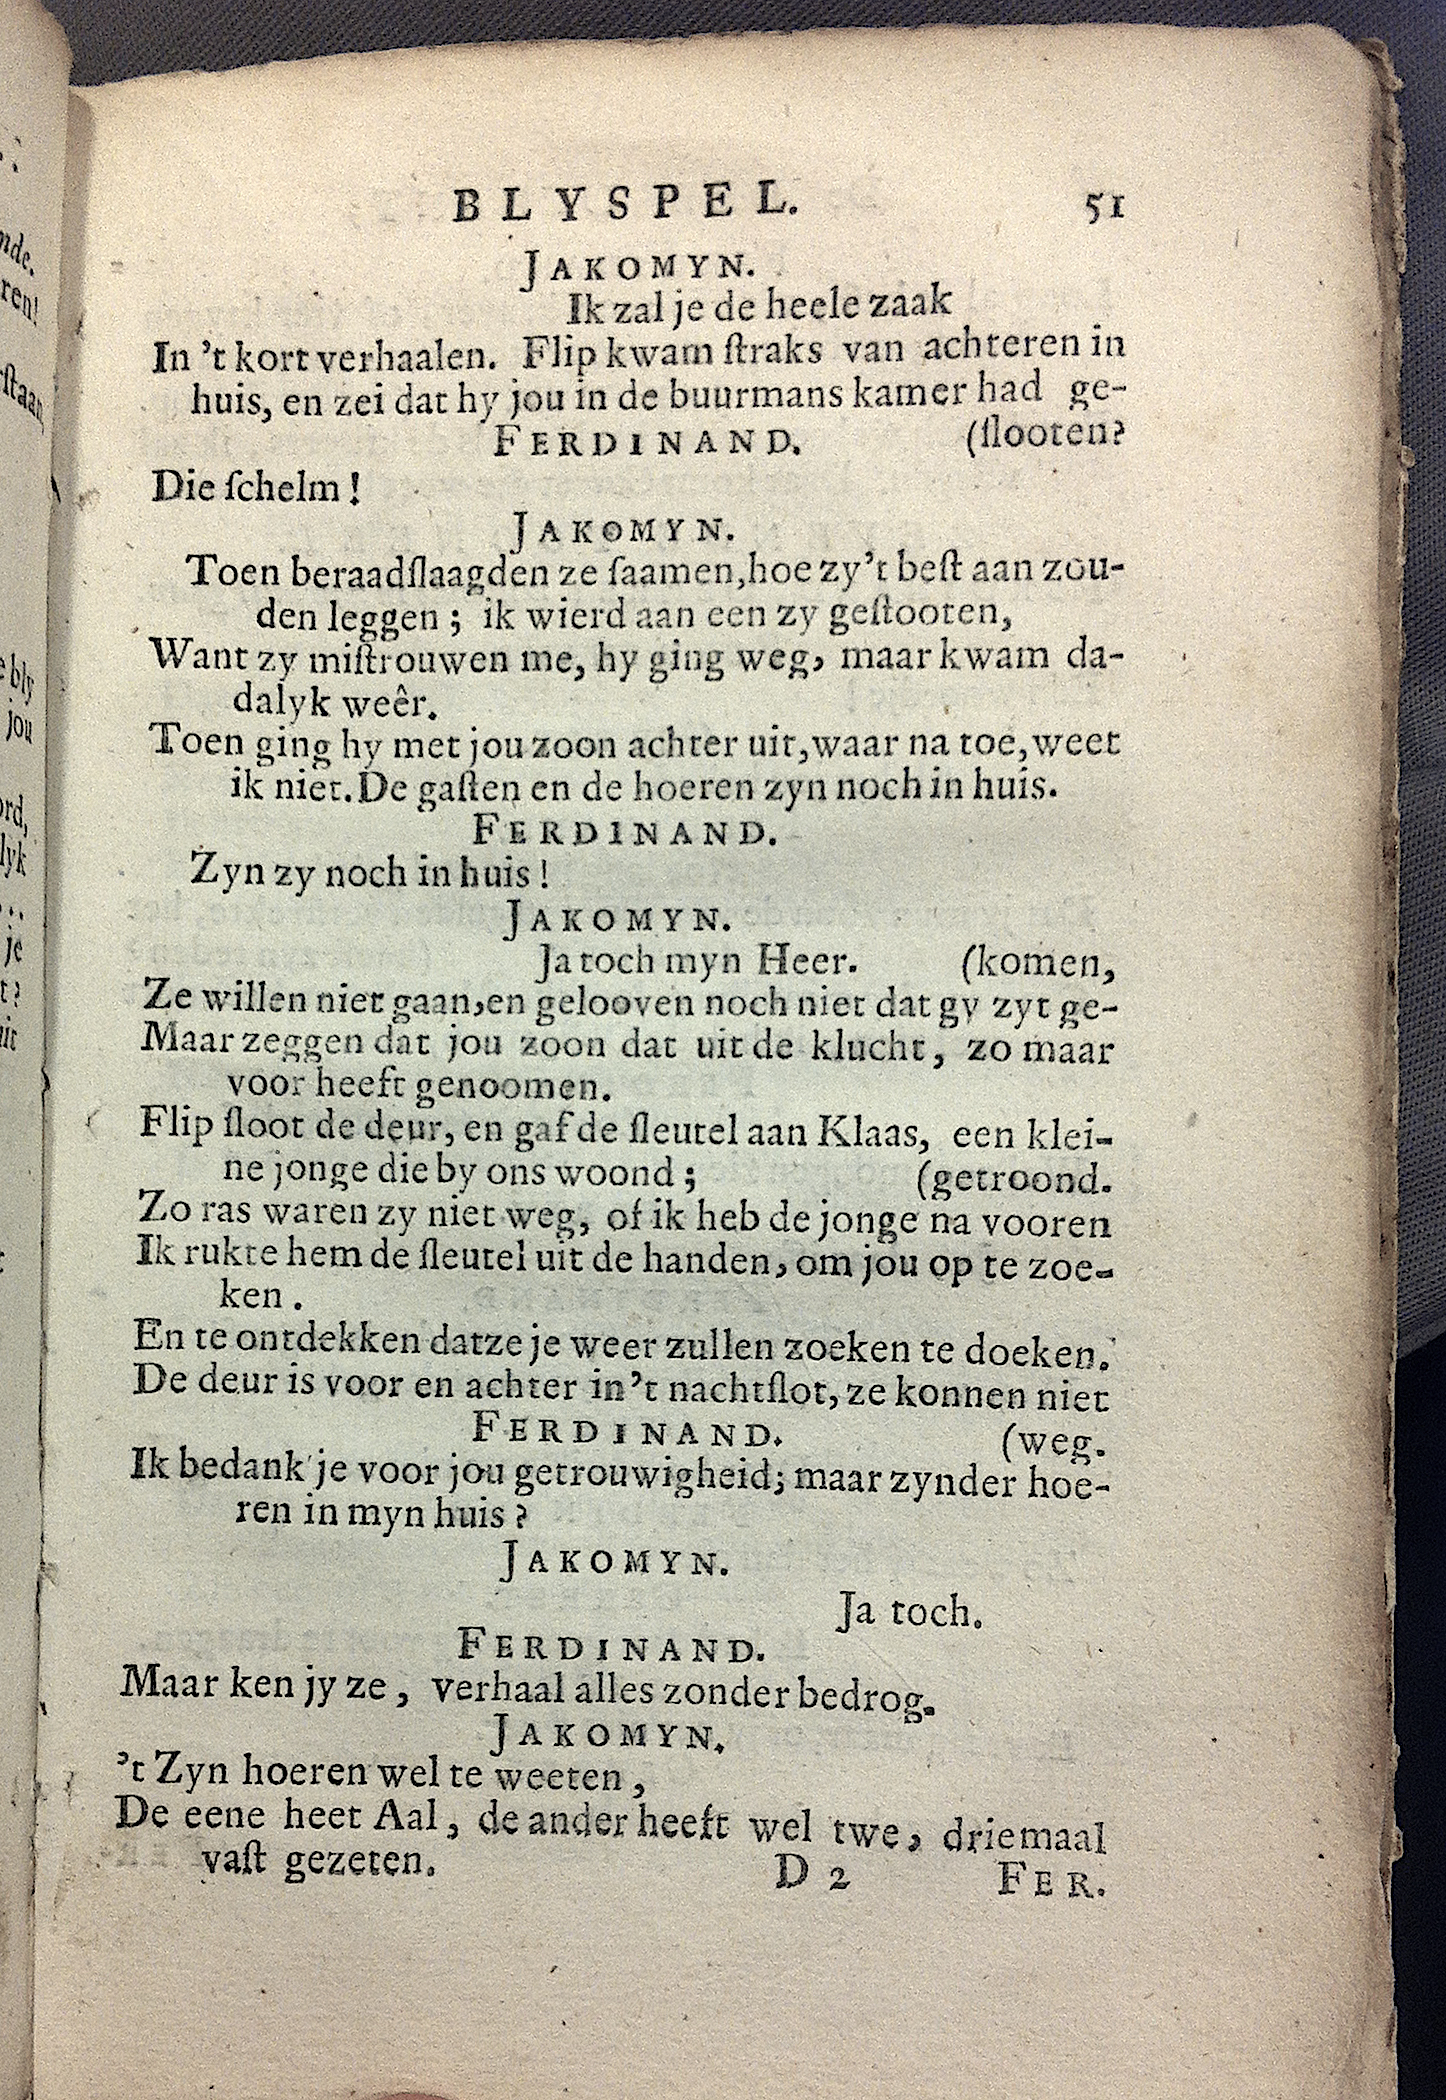 BLYSPEL. 51
JAKOMYN.
Ik zal je de heele zaak
In 't kort verhaalen. Flip kwam ſtraks van achteren in
huis, en zei dat hy jou in de buurmans kamer had ge-
FERDINAND. (ſlooten?
Die ſchelm!
JAKOMYN.
Toen beraadſlaagden ze ſaamen, hoe zy 't beſt aan zou-
den leggen; ik wierd aan een zy geſtooten,
Want zy miſtrouwen me, hy ging weg, maar kwam da-
dalyk weêr.
Toen ging hy met jou zoon achter uit, waar na toe, weet
ik niet. De gaſten en de hoeren zyn noch in huis.
FERDINAND.
Zyn zy noch in huis!
JAKOMYN.
Ja toch myn Heer. (komen,
Ze willen niet gaan, en gelooven noch niet dat gy zyt ge-
Maar zeggen dat jou zoon dat uit de klucht, zo maar
voor heeft genoomen.
Flip ſloot de deur, en gaf de ſleutel aan Klaas, een klei-
ne jonge die by ons woond; (getroond.
Zo ras waren zy niet weg, of ik heb de jonge na vooren
Ik rukte hem de ſleutel uit de handen, om jou op te zoe-
ken.
En te ontdekken datze je weer zullen zoeken te doeken.
De deur is voor en achter in 't nachtſlot, ze konnen niet
FERDINAND. (weg.
Ik bedank je voor jou getrouwigheid; maar zynder hoe-
ren in myn huis?
JAKOMYN.
Ja toch.
FERDINAND.
Maar ken jy ze, verhaal alles zonder bedrog.
JAKOMYN.
't Zyn hoeren wel te weeten,
De eene heet Aal, de ander heeft wel twe, driemaal
vaſt gezeten. D 2 FER.